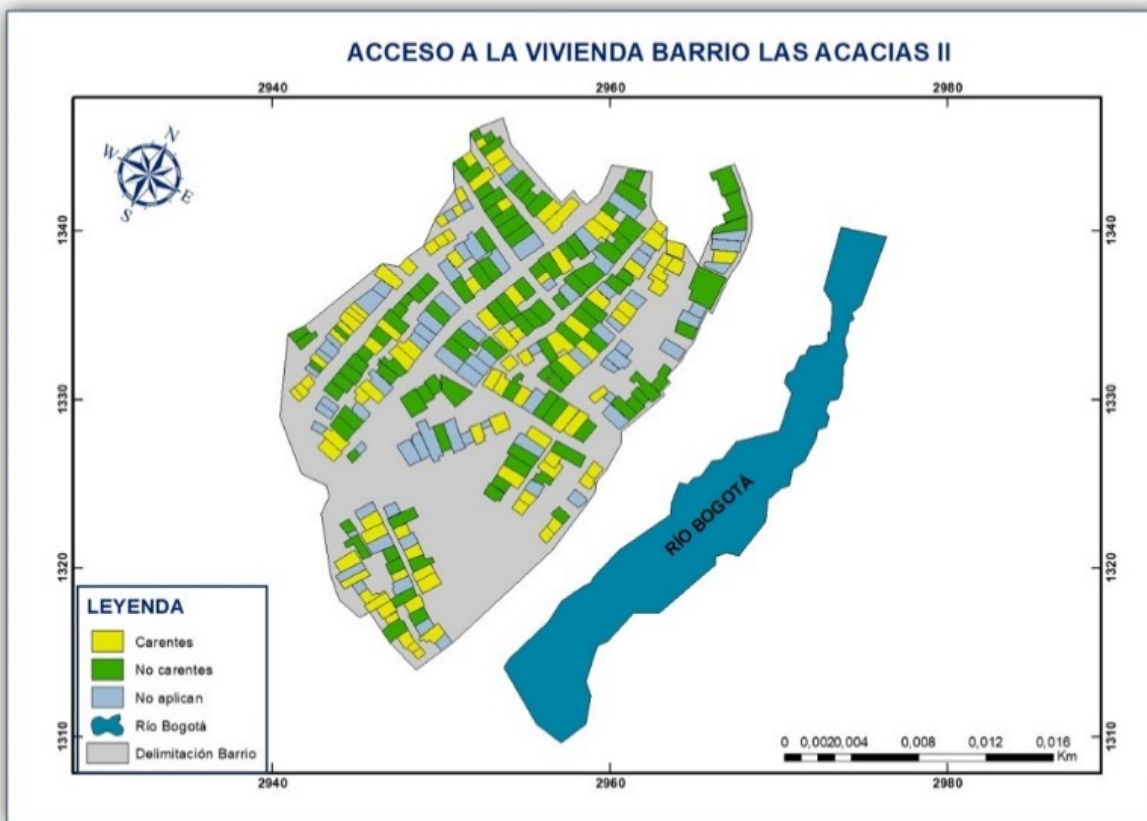 ACCESO A LA VIVIENDA BARRIO LAS ACACIAS II
2940 2960 2980
N
W
E
S
1340 1340
1330 1330
RÍO BOGOTÁ
1320 1320
LEYENDA
Carentes
No carentes
No aplican
Río Bogotá
Delimitación Barrio
1310 1310
0 0,002 0,004 0,008 0,012 0,016
Km
2940 2960 2980